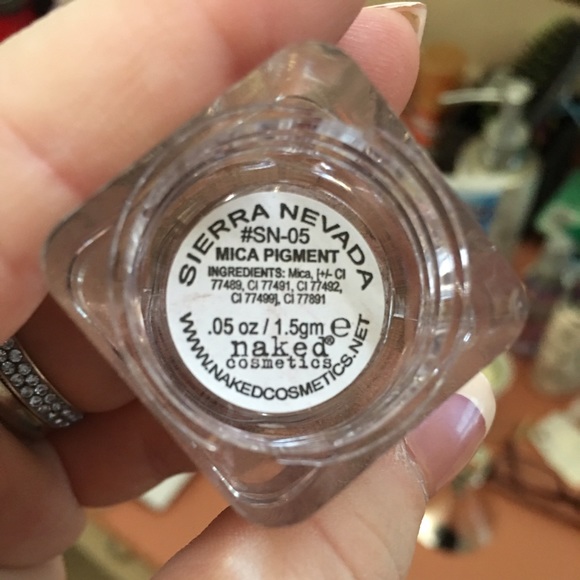 SIERRA NEVADA
#SN-05
MICA PIGMENT
INGREDIENTS: Mica, [+/- CI
77489, CI 77491, CI 77492,
CI 77499], CI 77891
.05 oz / 1.5gm ℮
naked®
cosmetics
WWW.NAKEDCOSMETICS.NET